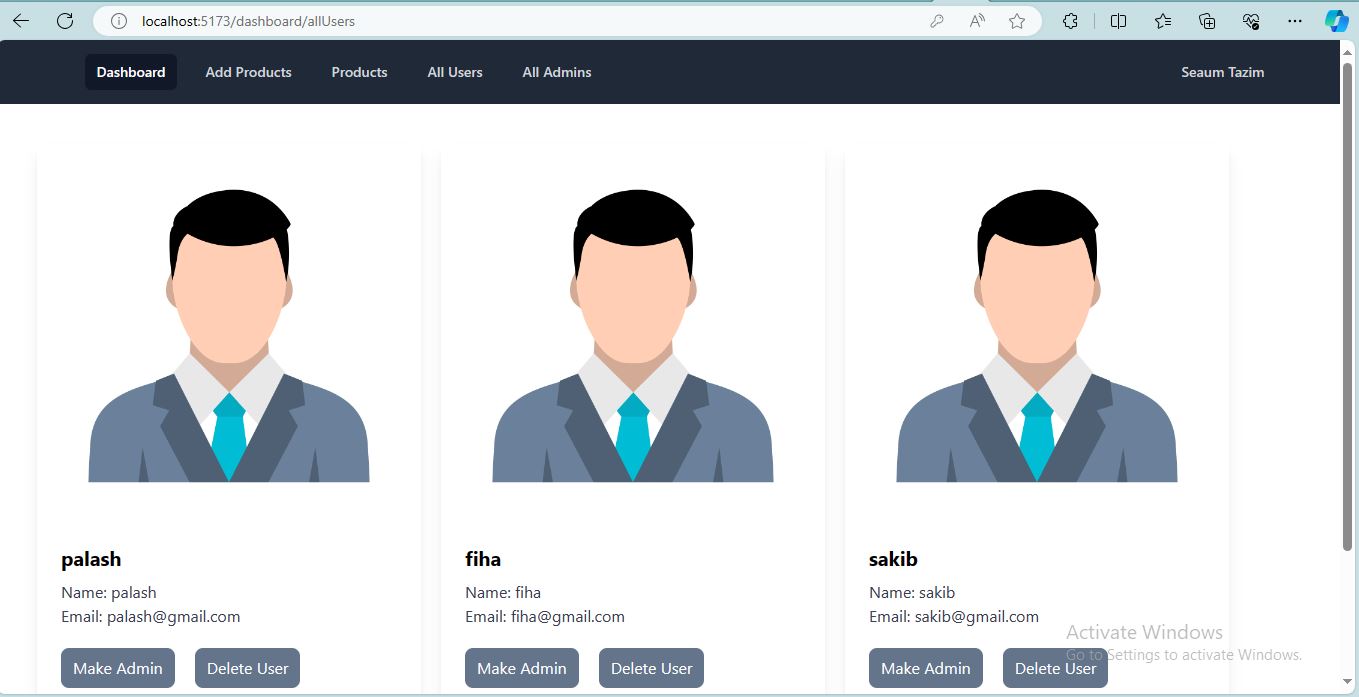 localhost:5173/dashboard/allUsers
Dashboard Add Products Products All Users All Admins Seaum Tazim
palash fiha sakib
Name: palash Name: fiha Name: sakib
Email: palash@gmail.com Email: fiha@gmail.com Email: sakib@gmail.com
Activate Windows
Go to Settings to activate Windows.
Make Admin Delete User Make Admin Delete User Make Admin Delete User